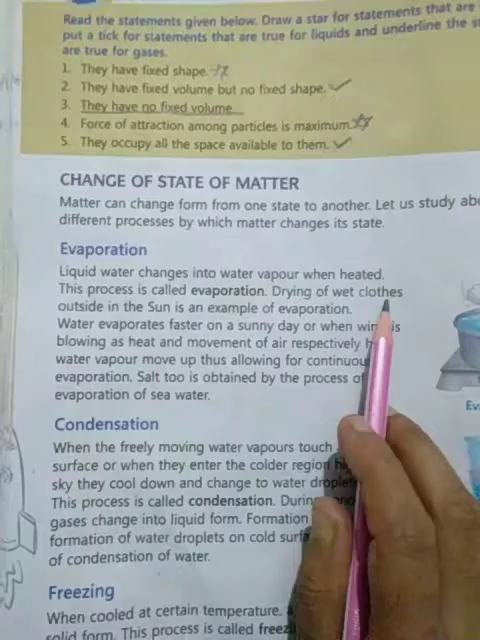 Read the statements given below. Draw a star for statements that are
put a tick for statements that are true for liquids and underline the
are true for gases.
1. They have fixed shape.
2. They have fixed volume but no fixed shape.
3. They have no fixed volume.
4. Force of attraction among particles is maximum.
5. They occupy all the space available to them.
CHANGE OF STATE OF MATTER
Matter can change form from one state to another. Let us study
different processes by which matter changes its state.
Evaporation
Liquid water changes into water vapour when heated.
This process is called evaporation. Drying of wet clothes
outside in the Sun is an example of evaporation.
Water evaporates faster on a sunny day or when is
blowing as heat and movement of air respectively
water vapour move up thus allowing for
evaporation. Salt too is obtained by the process of
evaporation of sea water.
Condensation
When the freely moving water vapours touch
surface or when they enter the colder region
sky they cool down and change to water
This process is called condensation.
gases change into liquid form. Formation
formation of water droplets on cold
of condensation of water.
Freezing
When cooled at certain temperature,
solid form. This process is called